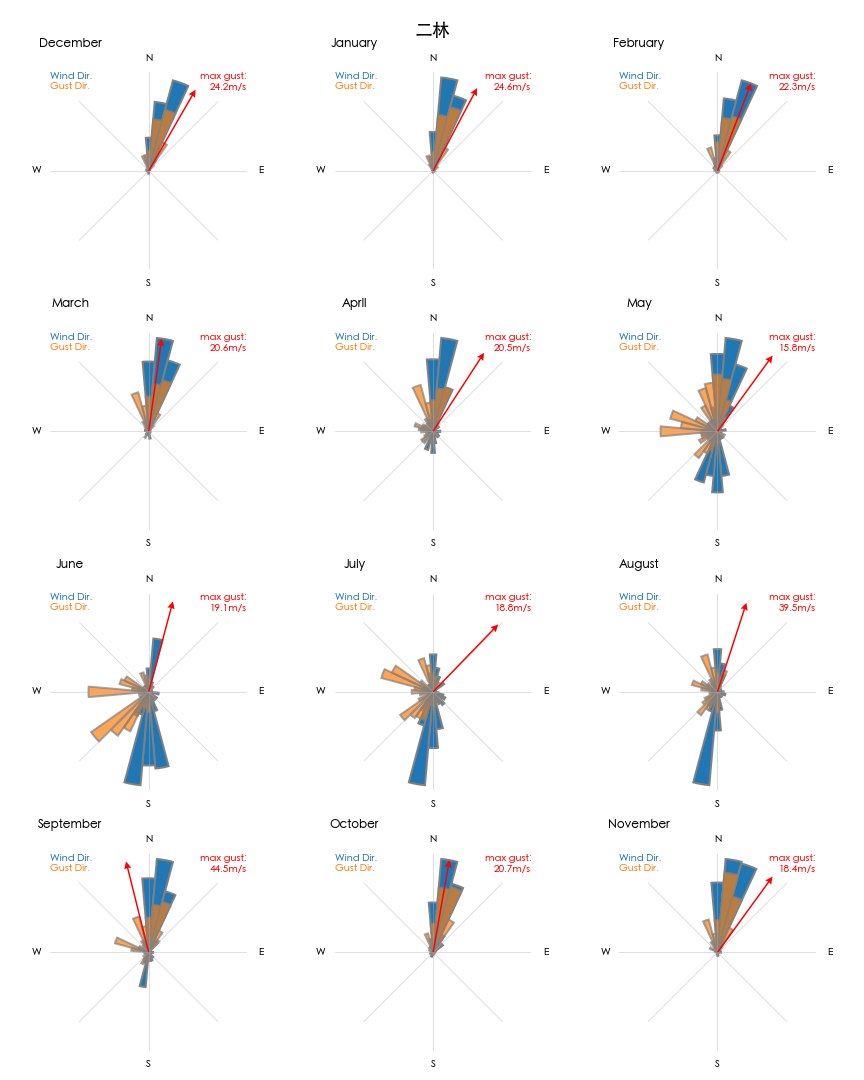 二林
December
N
Wind Dir.
Gust Dir.
max gust:
24.2m/s
W
E
S
January
N
Wind Dir.
Gust Dir.
max gust:
24.6m/s
W
E
S
February
N
Wind Dir.
Gust Dir.
max gust:
22.3m/s
W
E
S
March
N
Wind Dir.
Gust Dir.
max gust:
20.6m/s
W
E
S
April
N
Wind Dir.
Gust Dir.
max gust:
20.5m/s
W
E
S
May
N
Wind Dir.
Gust Dir.
max gust:
15.8m/s
W
E
S
June
N
Wind Dir.
Gust Dir.
max gust:
19.1m/s
W
E
S
July
N
Wind Dir.
Gust Dir.
max gust:
18.8m/s
W
E
S
August
N
Wind Dir.
Gust Dir.
max gust:
39.5m/s
W
E
S
September
N
Wind Dir.
Gust Dir.
max gust:
44.5m/s
W
E
S
October
N
Wind Dir.
Gust Dir.
max gust:
20.7m/s
W
E
S
November
N
Wind Dir.
Gust Dir.
max gust:
18.4m/s
W
E
S